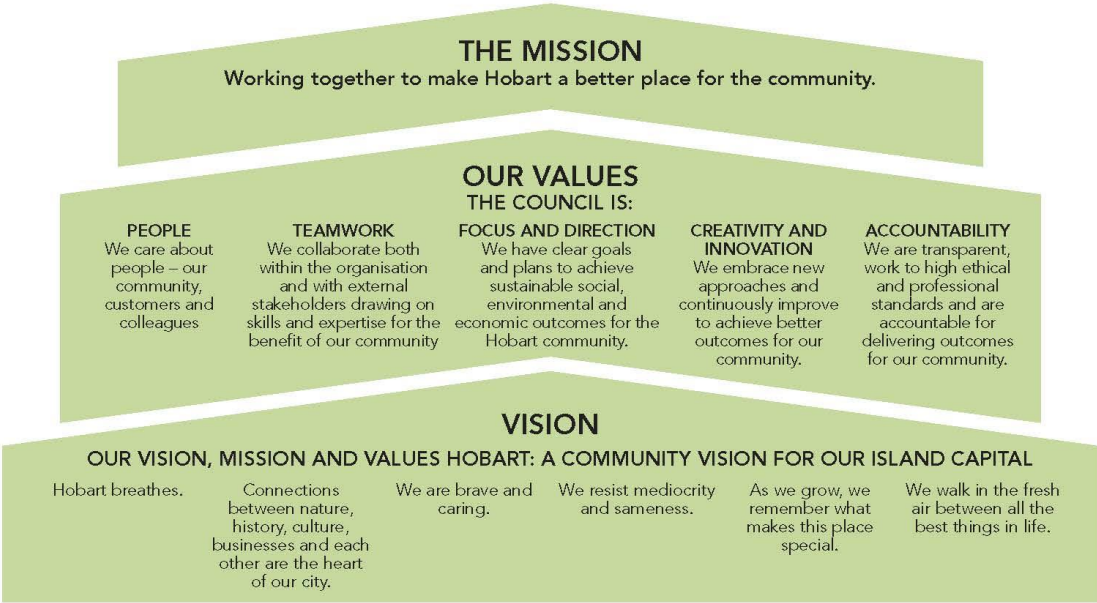 THE MISSION
Working together to make Hobart a better place for the community.
OUR VALUES
THE COUNCIL IS:
PEOPLE
We care about
people – our
community,
customers and
colleagues
TEAMWORK
We collaborate both
within the organisation
and with external
stakeholders drawing on
skills and expertise for the
benefit of our community
FOCUS AND DIRECTION
We have clear goals
and plans to achieve
sustainable social,
environmental and
economic outcomes for the
Hobart community.
CREATIVITY AND
INNOVATION
We embrace new
approaches and
continuously improve
to achieve better
outcomes for our
community.
ACCOUNTABILITY
We are transparent,
work to high ethical
and professional
standards and are
accountable for
delivering outcomes
for our community.
VISION
OUR VISION, MISSION AND VALUES HOBART: A COMMUNITY VISION FOR OUR ISLAND CAPITAL
Hobart breathes.
Connections
between nature,
history, culture,
businesses and each
other are the heart
of our city.
We are brave and
caring.
We resist mediocrity
and sameness.
As we grow, we
remember what
makes this place
special.
We walk in the fresh
air between all the
best things in life.